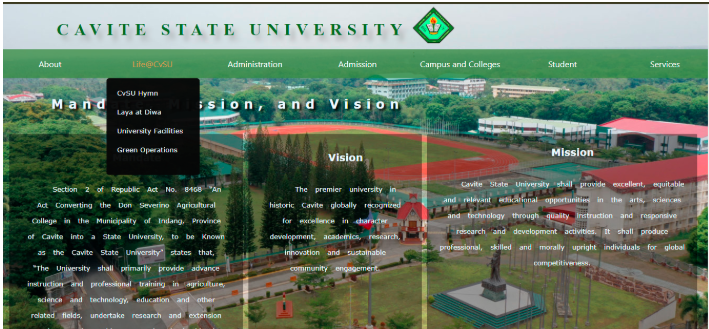 CAVITE STATE UNIVERSITY
About Life@CvSU Administration Admission Campus and Colleges Student Services
CvSU Hymn
Laya at Diwa
University Facilities
Green Operations
Mand Mission, and Vision
Section 2 of Republic Act No. 8468 "An
Act Converting the Don Severino Agricultural
College in the Municipality of Indang, Province
of Cavite into a State University, to be Known
as the Cavite State University" states that,
"The University shall primarily provide advance
instruction and professional training in agriculture,
science and technology, education and other
related fields, undertake research and extension
Vision
The premier university in
historic Cavite globally recognized
for excellence in character
development, academics, research,
innovation and sustainable
community engagement.
Mission
Cavite State University shall provide excellent, equitable
and relevant educational opportunities in the arts, sciences
and technology through quality instruction and responsive
research and development activities. It shall produce
professional, skilled and morally upright individuals for global
competitiveness.